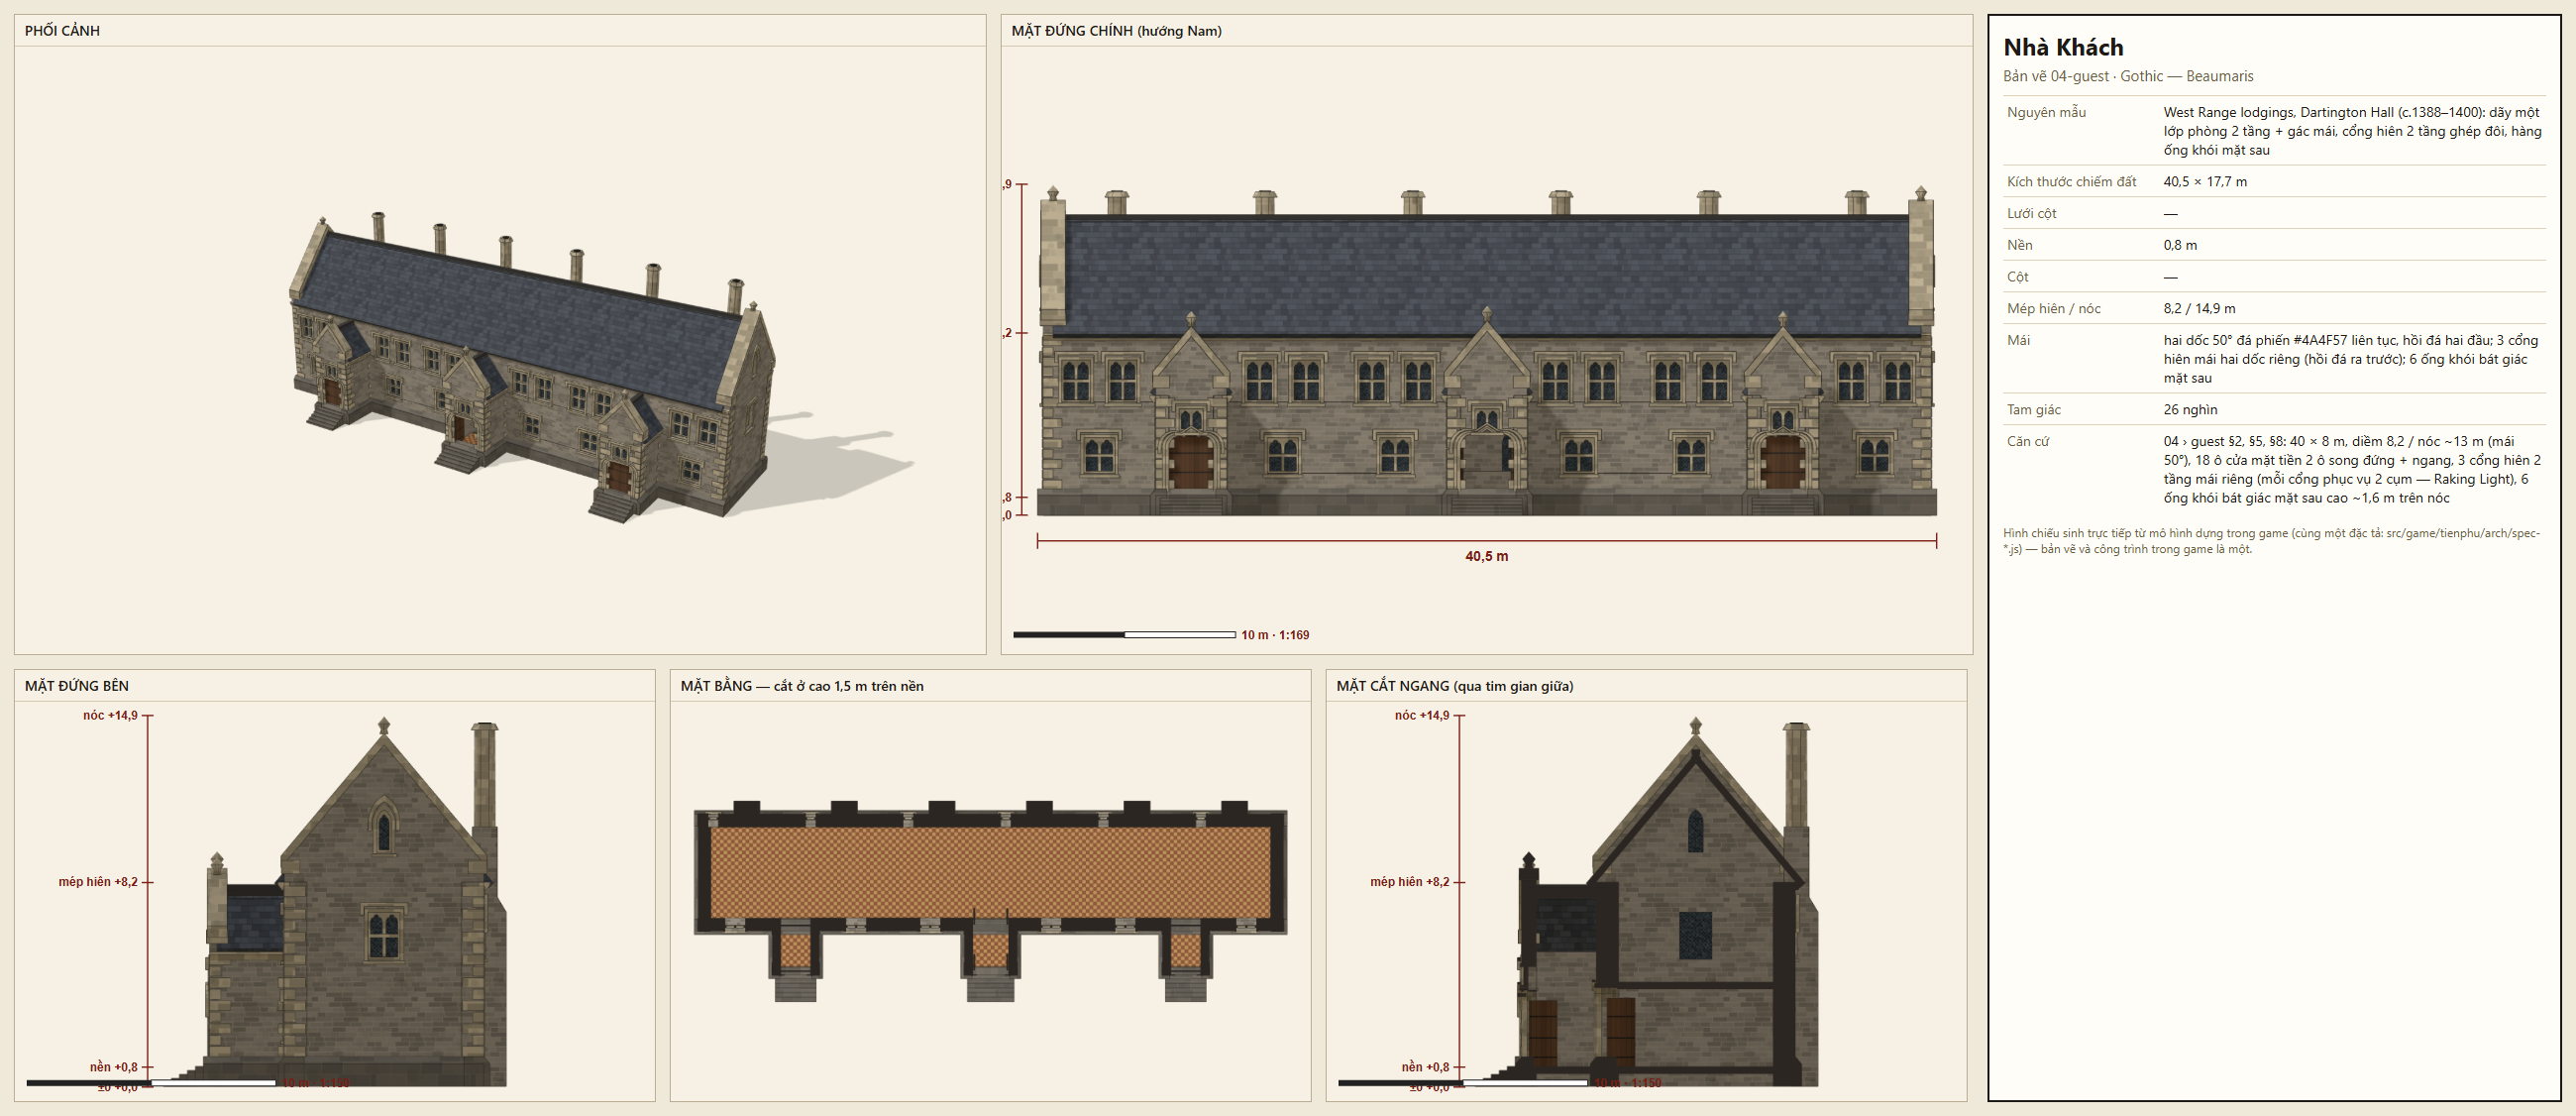 PHỐI CẢNH
MẶT ĐỨNG CHÍNH (hướng Nam)
,9
,2
,8
,0
40,5 m
10 m · 1:169
MẶT ĐỨNG BÊN
nóc +14,9
mép hiên +8,2
nền +0,8
±0 +0,0
10 m · 1:150
MẶT BẰNG — cắt ở cao 1,5 m trên nền
MẶT CẮT NGANG (qua tim gian giữa)
nóc +14,9
mép hiên +8,2
nền +0,8
±0 +0,0
10 m · 1:150
Nhà Khách
Bản vẽ 04-guest · Gothic — Beaumaris
Nguyên mẫu
West Range lodgings, Dartington Hall (c.1388–1400): dãy một
lớp phòng 2 tầng + gác mái, cổng hiên 2 tầng ghép đôi, hàng
ống khói mặt sau
Kích thước chiếm đất
40,5 × 17,7 m
Lưới cột
—
Nền
0,8 m
Cột
—
Mép hiên / nóc
8,2 / 14,9 m
Mái
hai dốc 50° đá phiến #4A4F57 liên tục, hồi đá hai đầu; 3 cổng
hiên mái hai dốc riêng (hồi đá ra trước); 6 ống khói bát giác
mặt sau
Tam giác
26 nghìn
Căn cứ
04 › guest §2, §5, §8: 40 × 8 m, diềm 8,2 / nóc ~13 m (mái
50°), 18 ô cửa mặt tiền 2 ô song đứng + ngang, 3 cổng hiên 2
tầng mái riêng (mỗi cổng phục vụ 2 cụm — Raking Light), 6
ống khói bát giác mặt sau cao ~1,6 m trên nóc
Hình chiếu sinh trực tiếp từ mô hình dựng trong game (cùng một đặc tả: src/game/tienphu/arch/spec-
*.js) — bản vẽ và công trình trong game là một.